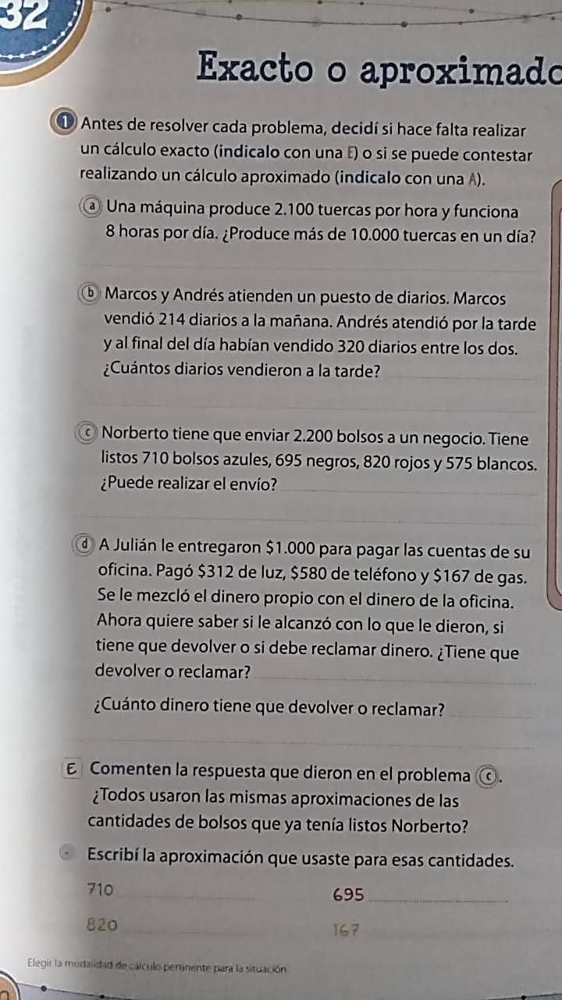 32
Exacto o aproximado
1 Antes de resolver cada problema, decidí si hace falta realizar
un cálculo exacto (indicalo con una E) o si se puede contestar
realizando un cálculo aproximado (indicalo con una A).
a Una máquina produce 2.100 tuercas por hora y funciona
8 horas por día. ¿Produce más de 10.000 tuercas en un día?
b Marcos y Andrés atienden un puesto de diarios. Marcos
vendió 214 diarios a la mañana. Andrés atendió por la tarde
y al final del día habían vendido 320 diarios entre los dos.
¿Cuántos diarios vendieron a la tarde?
c Norberto tiene que enviar 2.200 bolsos a un negocio. Tiene
listos 710 bolsos azules, 695 negros, 820 rojos y 575 blancos.
¿Puede realizar el envío?
d A Julián le entregaron $1.000 para pagar las cuentas de su
oficina. Pagó $312 de luz, $580 de teléfono y $167 de gas.
Se le mezcló el dinero propio con el dinero de la oficina.
Ahora quiere saber si le alcanzó con lo que le dieron, si
tiene que devolver o si debe reclamar dinero. ¿Tiene que
devolver o reclamar?
¿Cuánto dinero tiene que devolver o reclamar?
E Comenten la respuesta que dieron en el problema c.
¿Todos usaron las mismas aproximaciones de las
cantidades de bolsos que ya tenía listos Norberto?
Escribí la aproximación que usaste para esas cantidades.
710 695
820 167
Elegir la modalidad de cálculo pertinente para la situación.